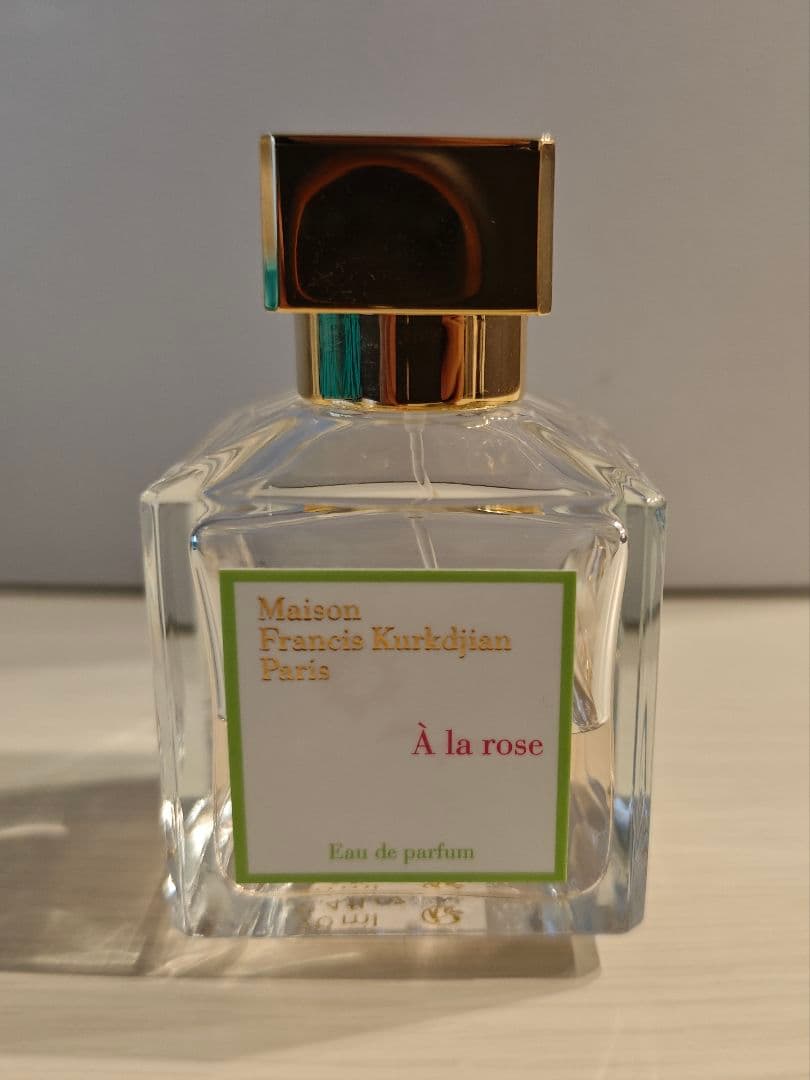 Maison
Francis Kurkdjian
Paris
À la rose
Eau de parfum